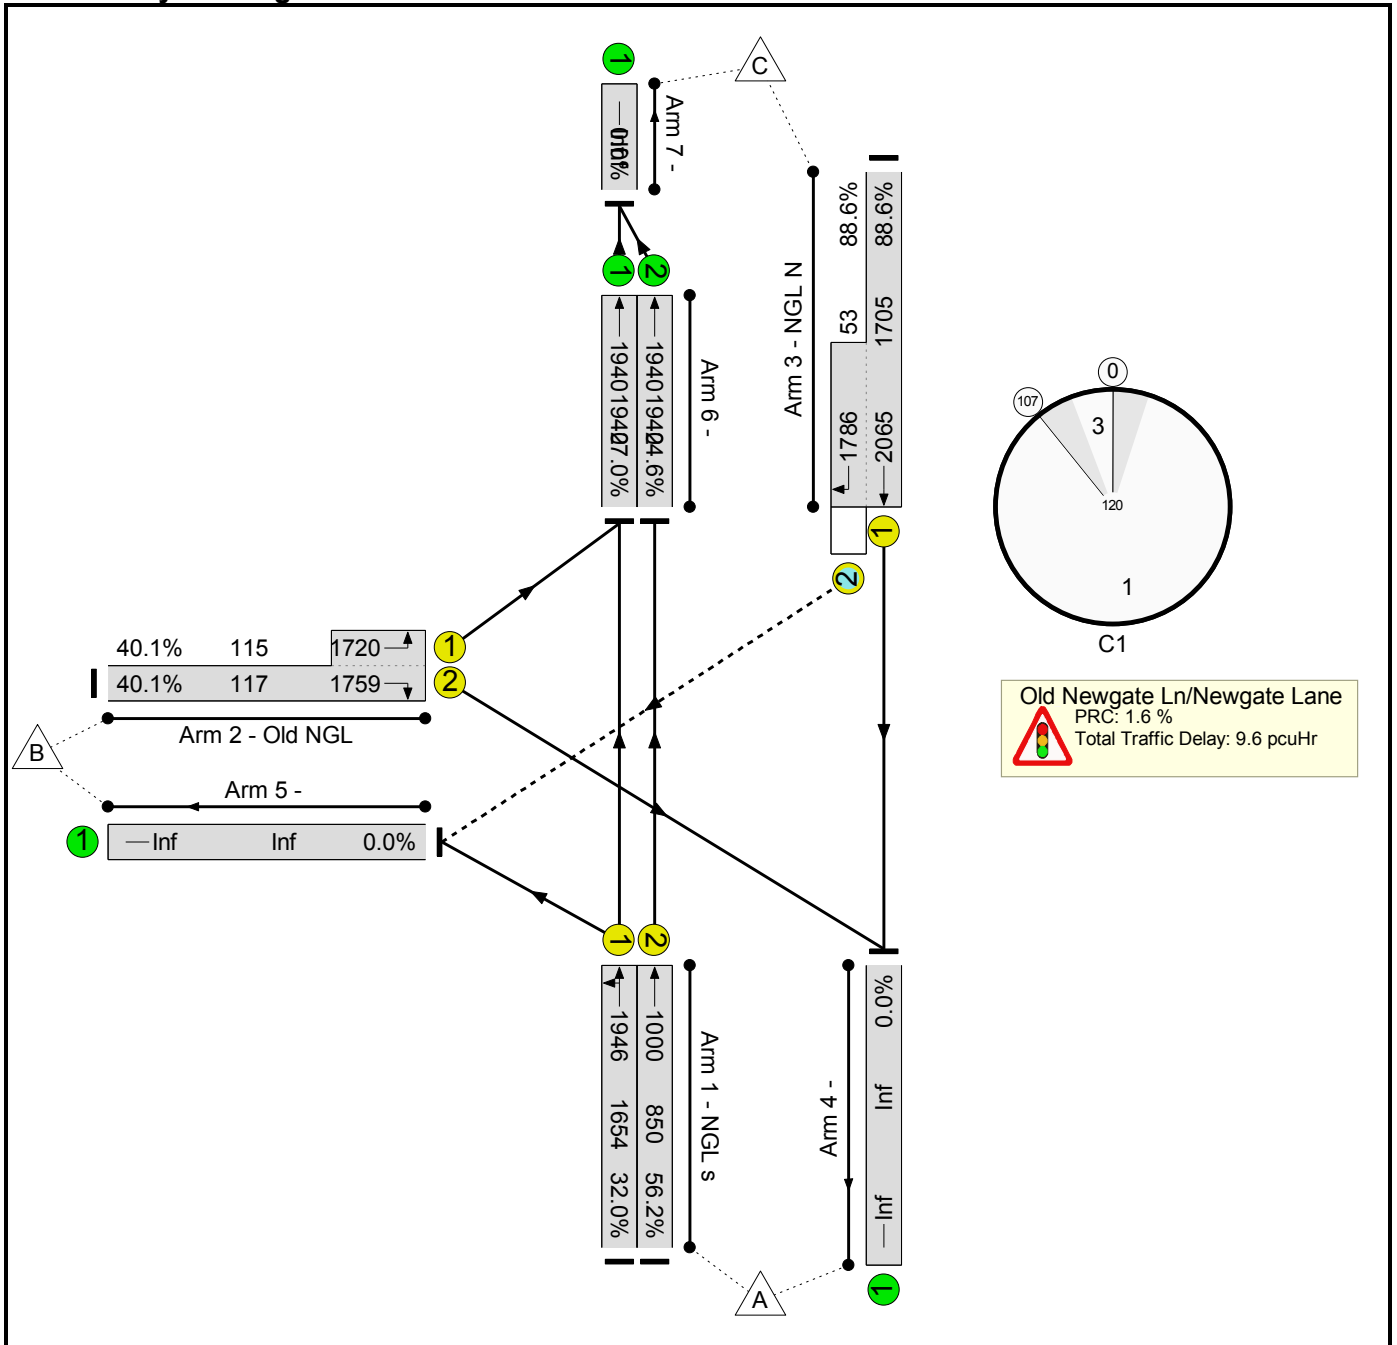 1
C
Inf
0.0%
Arm 7 -
1
2
1940
1940
27.0%
1940
1940
24.6%
Arm 6 -
Arm 3 - NGL N
53
88.6%
1786
88.6%
1705
2065
1
2
0
107
3
120
1
C1
Old Newgate Ln/Newgate Lane
PRC: 1.6 %
Total Traffic Delay: 9.6 pcuHr
40.1% 115 1720
40.1% 117 1759
1
2
Arm 2 - Old NGL
B
Arm 5 -
1
Inf Inf 0.0%
1
2
1946 1654 32.0%
1000 850 56.2%
Arm 1 - NGL s
Arm 4 -
Inf Inf 0.0%
A
1